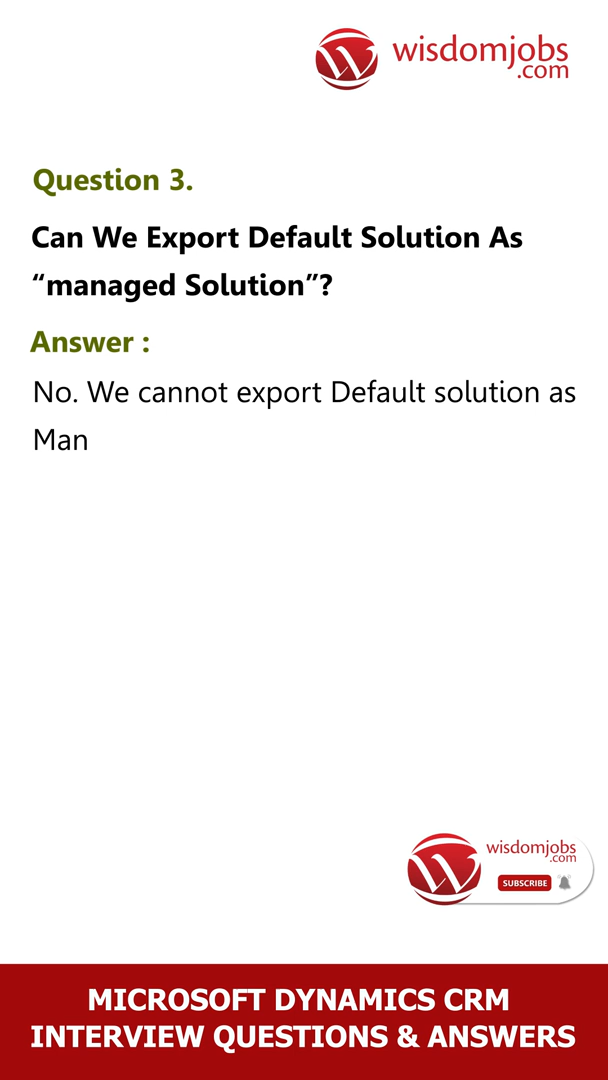 wisdomjobs
.com
Question 3.
Can We Export Default Solution As
“managed Solution”?
Answer :
No. We cannot export Default solution as
Man
wisdomjobs
.com
SUBSCRIBE
MICROSOFT DYNAMICS CRM
INTERVIEW QUESTIONS & ANSWERS